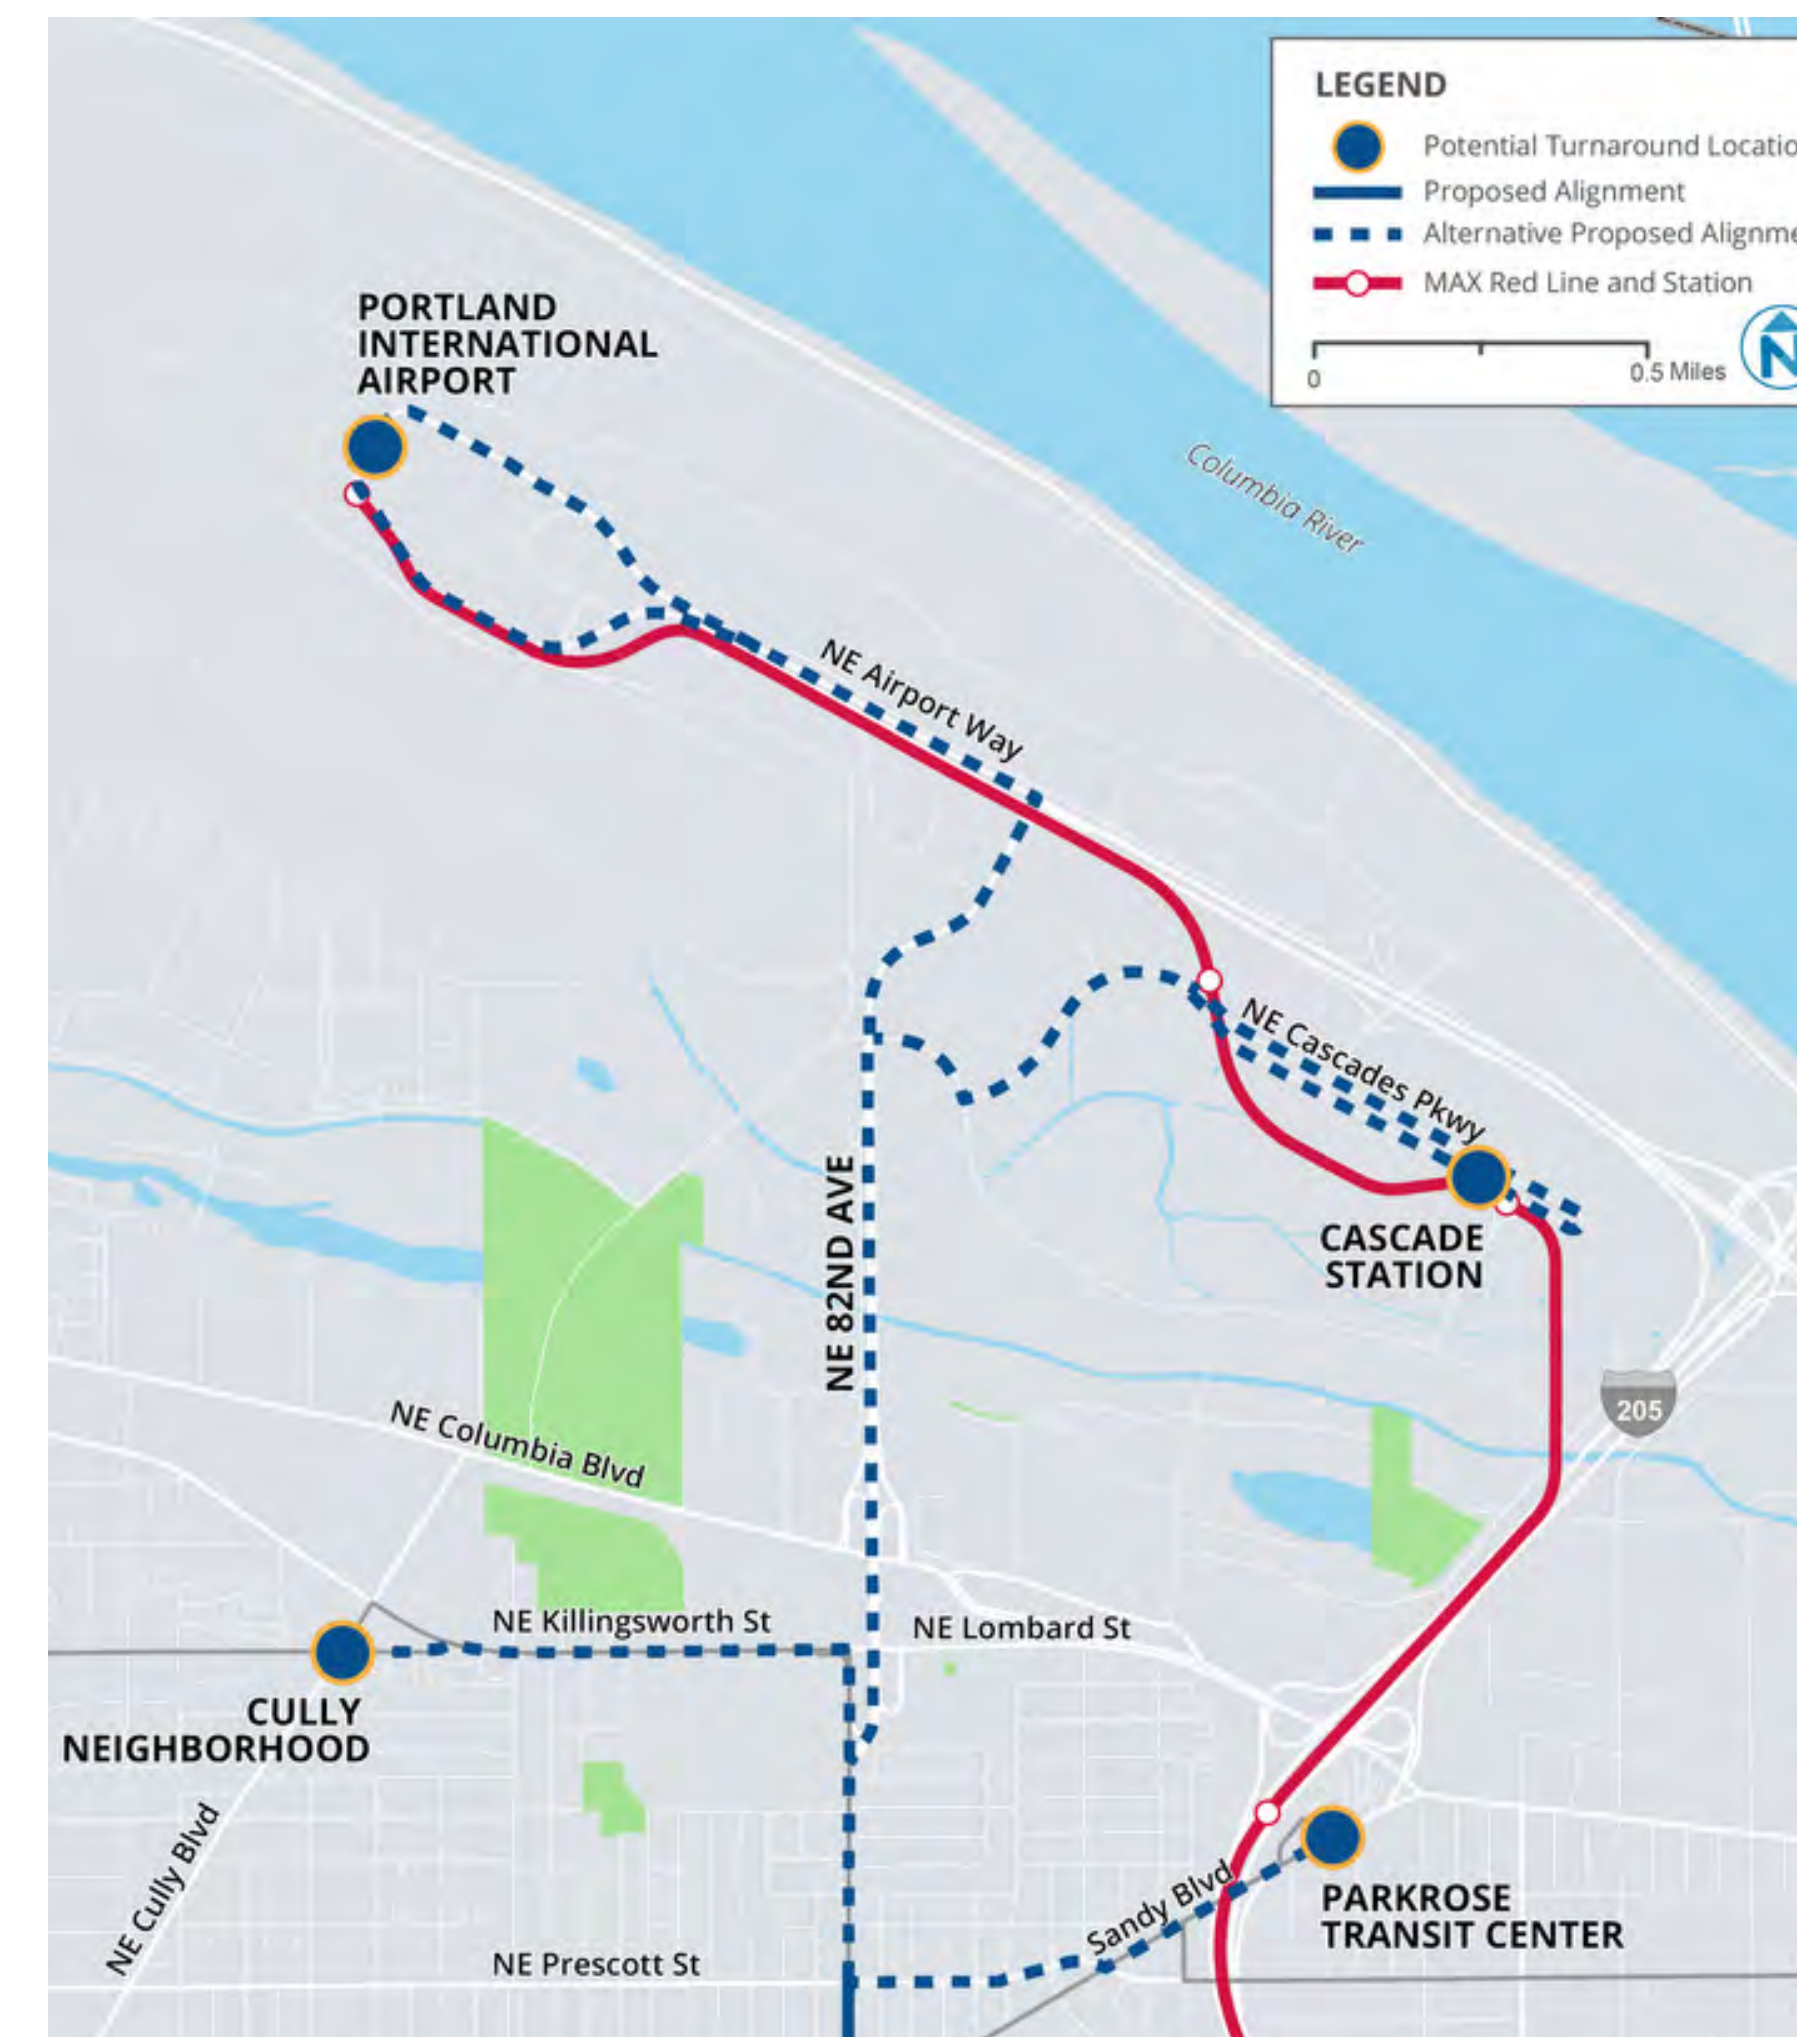 LEGEND
Potential Turnaround Locatio
Proposed Alignment
Alternative Proposed Alignme
MAX Red Line and Station
0
0.5 Miles
N
PORTLAND
INTERNATIONAL
AIRPORT
Columbia River
NE Airport Way
NE Cascades Pkwy
CASCADE
STATION
NE 82ND AVE
205
NE Columbia Blvd
NE Killingsworth St
NE Lombard St
CULLY
NEIGHBORHOOD
NE Cully Blvd
Sandy Blvd
PARKROSE
TRANSIT CENTER
NE Prescott St